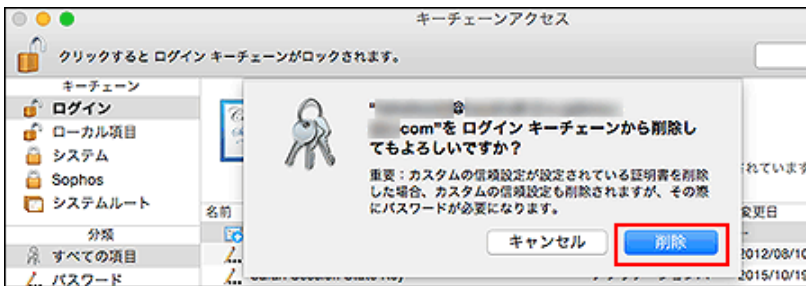 キーチェーンアクセス
クリックすると ログイン キーチェーンがロックされます。
キーチェーン
ログイン
ローカル項目
システム
Sophos
システムルート
分類
すべての項目
パスワード
"@
com"を ログイン キーチェーンから削除し
てもよろしいですか？
重要：カスタムの信頼設定が設定されている証明書を削除
した場合、カスタムの信頼設定も削除されますが、その際
にパスワードが必要になります。
キャンセル
削除
されています
名前
変更日
--
2012/08/10
2015/10/19